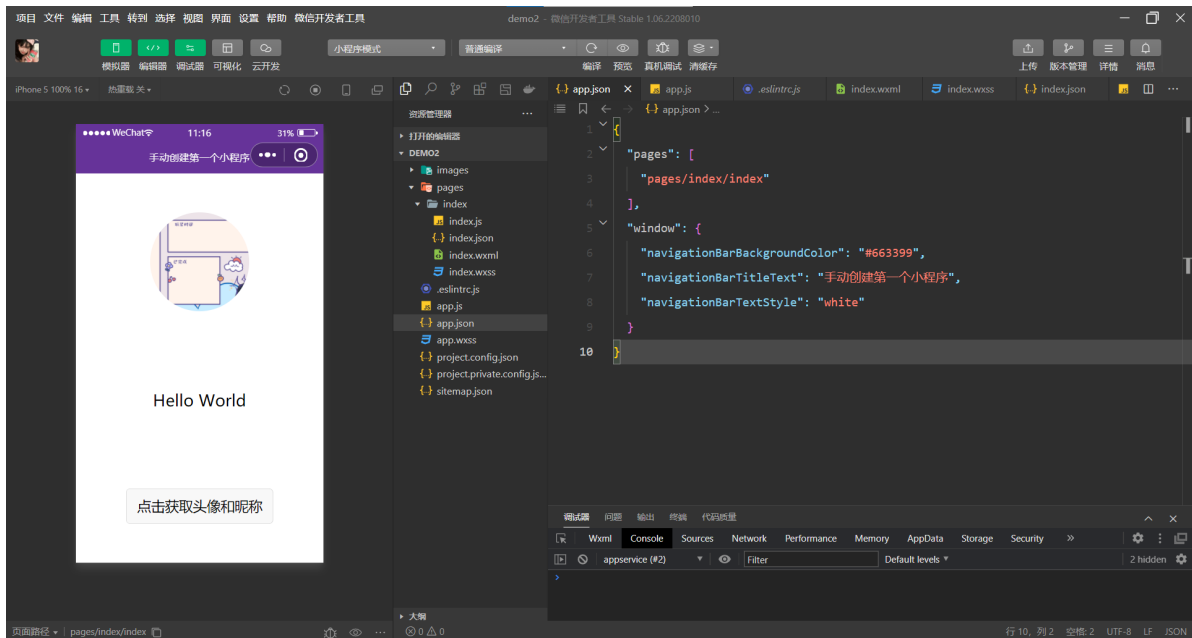 项目 文件 编辑 工具 转到 选择 视图 界面 设置 帮助 微信开发者工具
demo2 - 微信开发者工具 Stable 1.06.2208010
小程序模式 普通编译
模拟器 编辑器 调试器 可视化 云开发 编译 预览 真机调试 清缓存 上传 版本管理 详情 消息
iPhone 5 100% 16 热重载 关
WeChat 11:16 31%
手动创建第一个小程序
Hello World
点击获取头像和昵称
页面路径 pages/index/index
资源管理器
打开的编辑器
DEMO2
images
pages
index
JS index.js
{..} index.json
index.wxml
index.wxss
.eslintrc.js
JS app.js
{..} app.json
app.wxss
{..} project.config.json
{..} project.private.config.js...
{..} sitemap.json
大纲
0 0
{..} app.json JS app.js .eslintrc.js index.wxml index.wxss {..} index.json JS
{..} app.json > ...
1 {
2 "pages": [
3 "pages/index/index"
4 ],
5 "window": {
6 "navigationBarBackgroundColor": "#663399",
7 "navigationBarTitleText": "手动创建第一个小程序",
8 "navigationBarTextStyle": "white"
9 }
10 }
调试器 问题 输出 终端 代码质量
Wxml Console Sources Network Performance Memory AppData Storage Security »
appservice (#2) Filter Default levels 2 hidden
>
行 10, 列 2 空格: 2 UTF-8 LF JSON